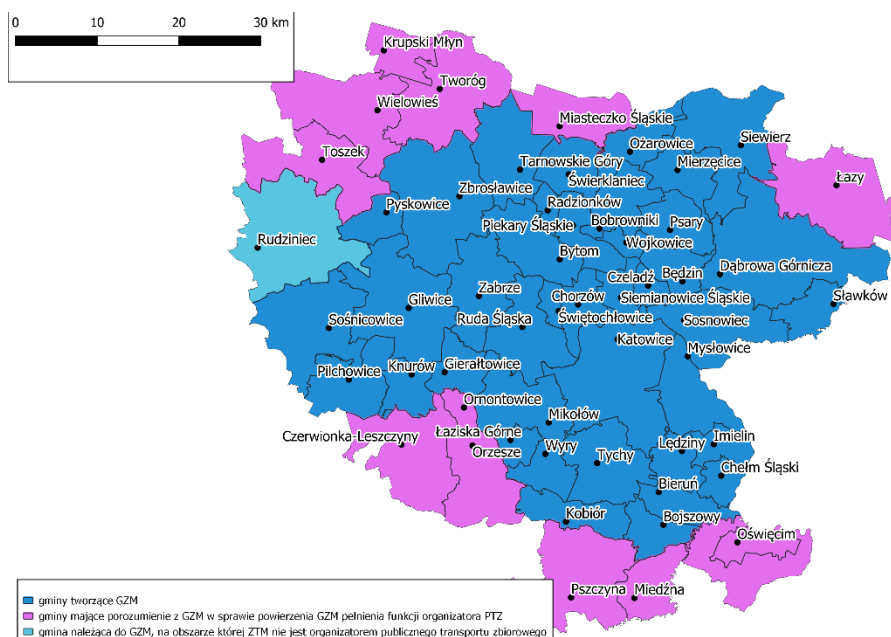 0 10 20 30 km
Krupski Młyn
Tworóg
Wielowieś
Miasteczko Śląskie
Siewierz
Ożarowice
Toszek
Tarnowskie Góry
Mierzęcice
Świerklaniec
Łazy
Zbrosławice
Pyskowice
Radzionków
Bobrowniki
Psary
Piekary Śląskie
Rudziniec
Wojkowice
Bytom
Dąbrowa Górnicza
Czeladź
Będzin
Zabrze
Chorzów
Siemianowice Śląskie
Sławków
Gliwice
Świętochłowice
Sosnowiec
Sośnicowice
Ruda Śląska
Katowice
Mysłowice
Pilchowice
Knurów
Gierałtowice
Ornontowice
Mikołów
Czerwionka-Leszczyny
Łaziska Górne
Imielin
Orzesze
Wyry
Tychy
Lędziny
Chełm Śląski
Bieruń
Kobiór
Bojszowy
Oświęcim
Pszczyna
Miedźna
gminy tworzące GZM
gminy mające porozumienie z GZM w sprawie powierzenia GZM pełnienia funkcji organizatora PTZ
gmina należąca do GZM, na obszarze której ZTM nie jest organizatorem publicznego transportu zbiorowego